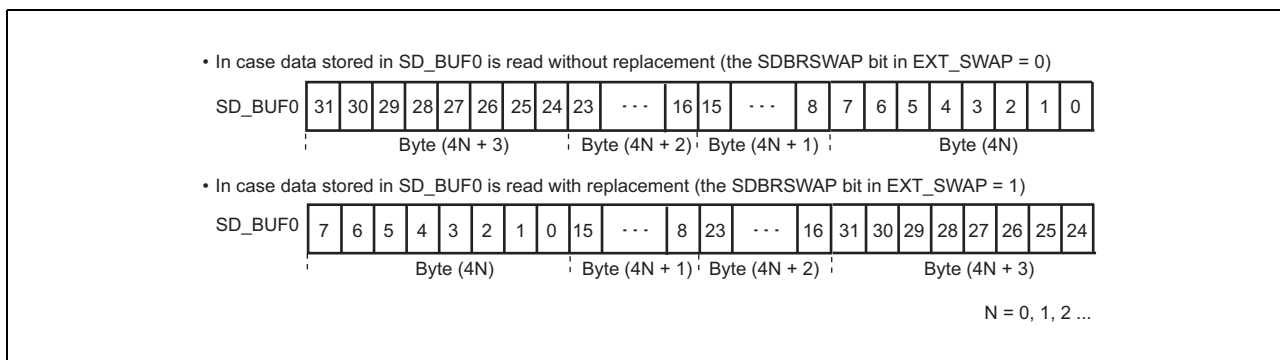 • In case data stored in SD_BUF0 is read without replacement (the SDBRSWAP bit in EXT_SWAP = 0)
SD_BUF0 31 30 29 28 27 26 25 24 23 - - - 16 15 - - - 8 7 6 5 4 3 2 1 0
Byte (4N + 3) Byte (4N + 2) Byte (4N + 1) Byte (4N)
• In case data stored in SD_BUF0 is read with replacement (the SDBRSWAP bit in EXT_SWAP = 1)
SD_BUF0 7 6 5 4 3 2 1 0 15 - - - 8 23 - - - 16 31 30 29 28 27 26 25 24
Byte (4N) Byte (4N + 1) Byte (4N + 2) Byte (4N + 3)
N = 0, 1, 2 ...